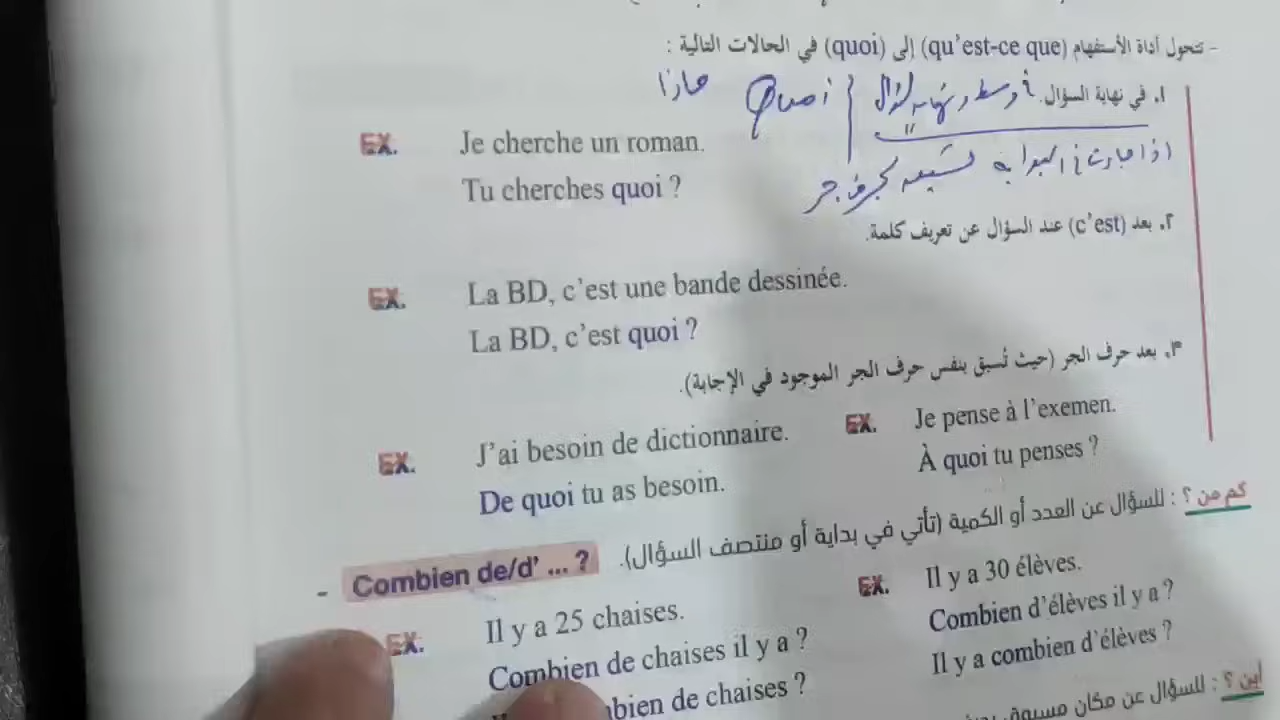 - تتحول أداة الأستفهام (qu'est-ce que) إلى (quoi) في الحالات التالية :
١. في نهاية السؤال.
ماذا
EX. Je cherche un roman.
Tu cherches quoi ?
٢. بعد (c'est) عند السؤال عن تعريف كلمة.
EX. La BD, c'est une bande dessinée.
La BD, c'est quoi ?
٣. بعد حرف الجر (حيث تُسبق بنفس حرف الجر الموجود في الإجابة).
EX. J'ai besoin de dictionnaire.
De quoi tu as besoin.
EX. Je pense à l'exemen.
À quoi tu penses ?
- Combien de/d' ... ? كم من ؟ : للسؤال عن العدد أو الكمية (تأتي في بداية أو منتصف السؤال).
EX. Il y a 25 chaises.
Combien de chaises il y a ?
bien de chaises ?
EX. Il y a 30 élèves.
Combien d'élèves il y a ?
Il y a combien d'élèves ?
أين ؟ : للسؤال عن مكان